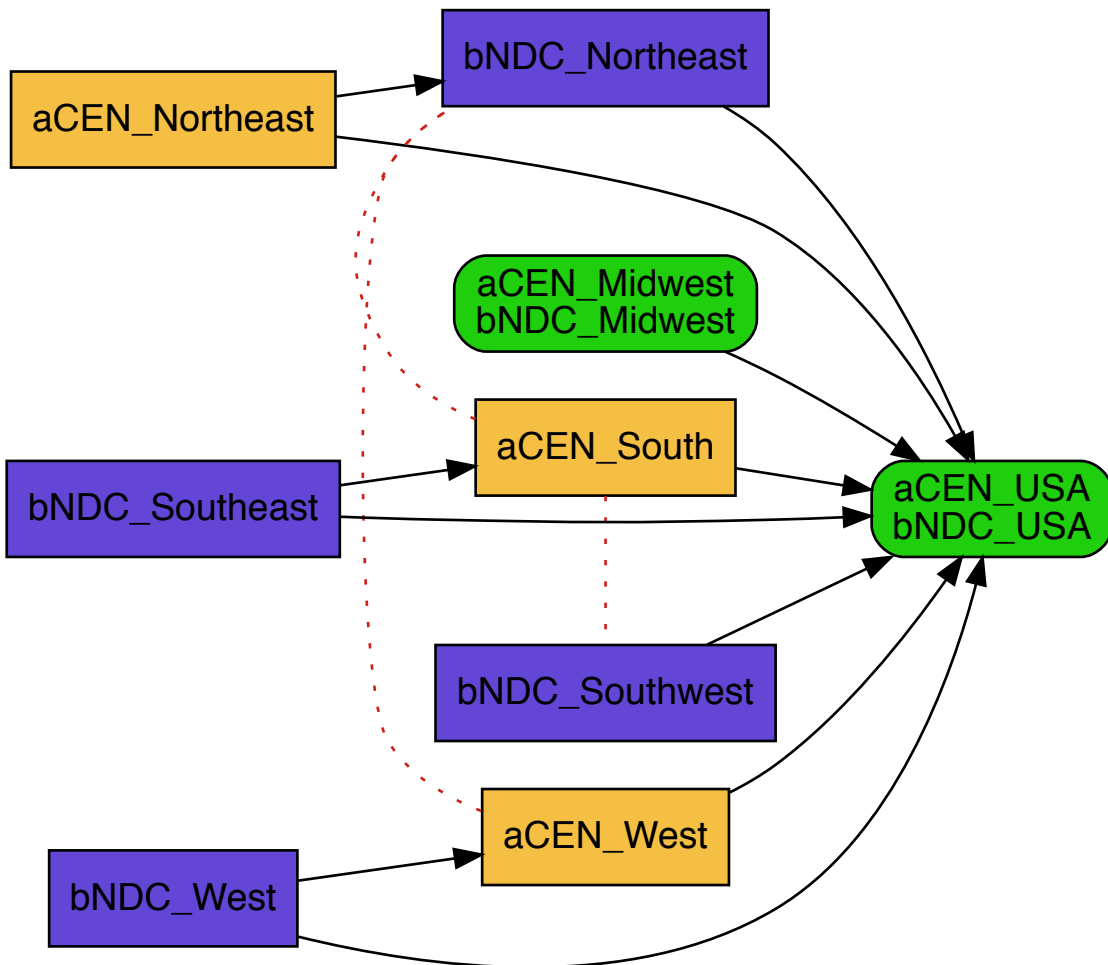 bNDC_Northeast
aCEN_Northeast
aCEN_Midwest
bNDC_Midwest
aCEN_South
bNDC_Southeast
aCEN_USA
bNDC_USA
bNDC_Southwest
aCEN_West
bNDC_West